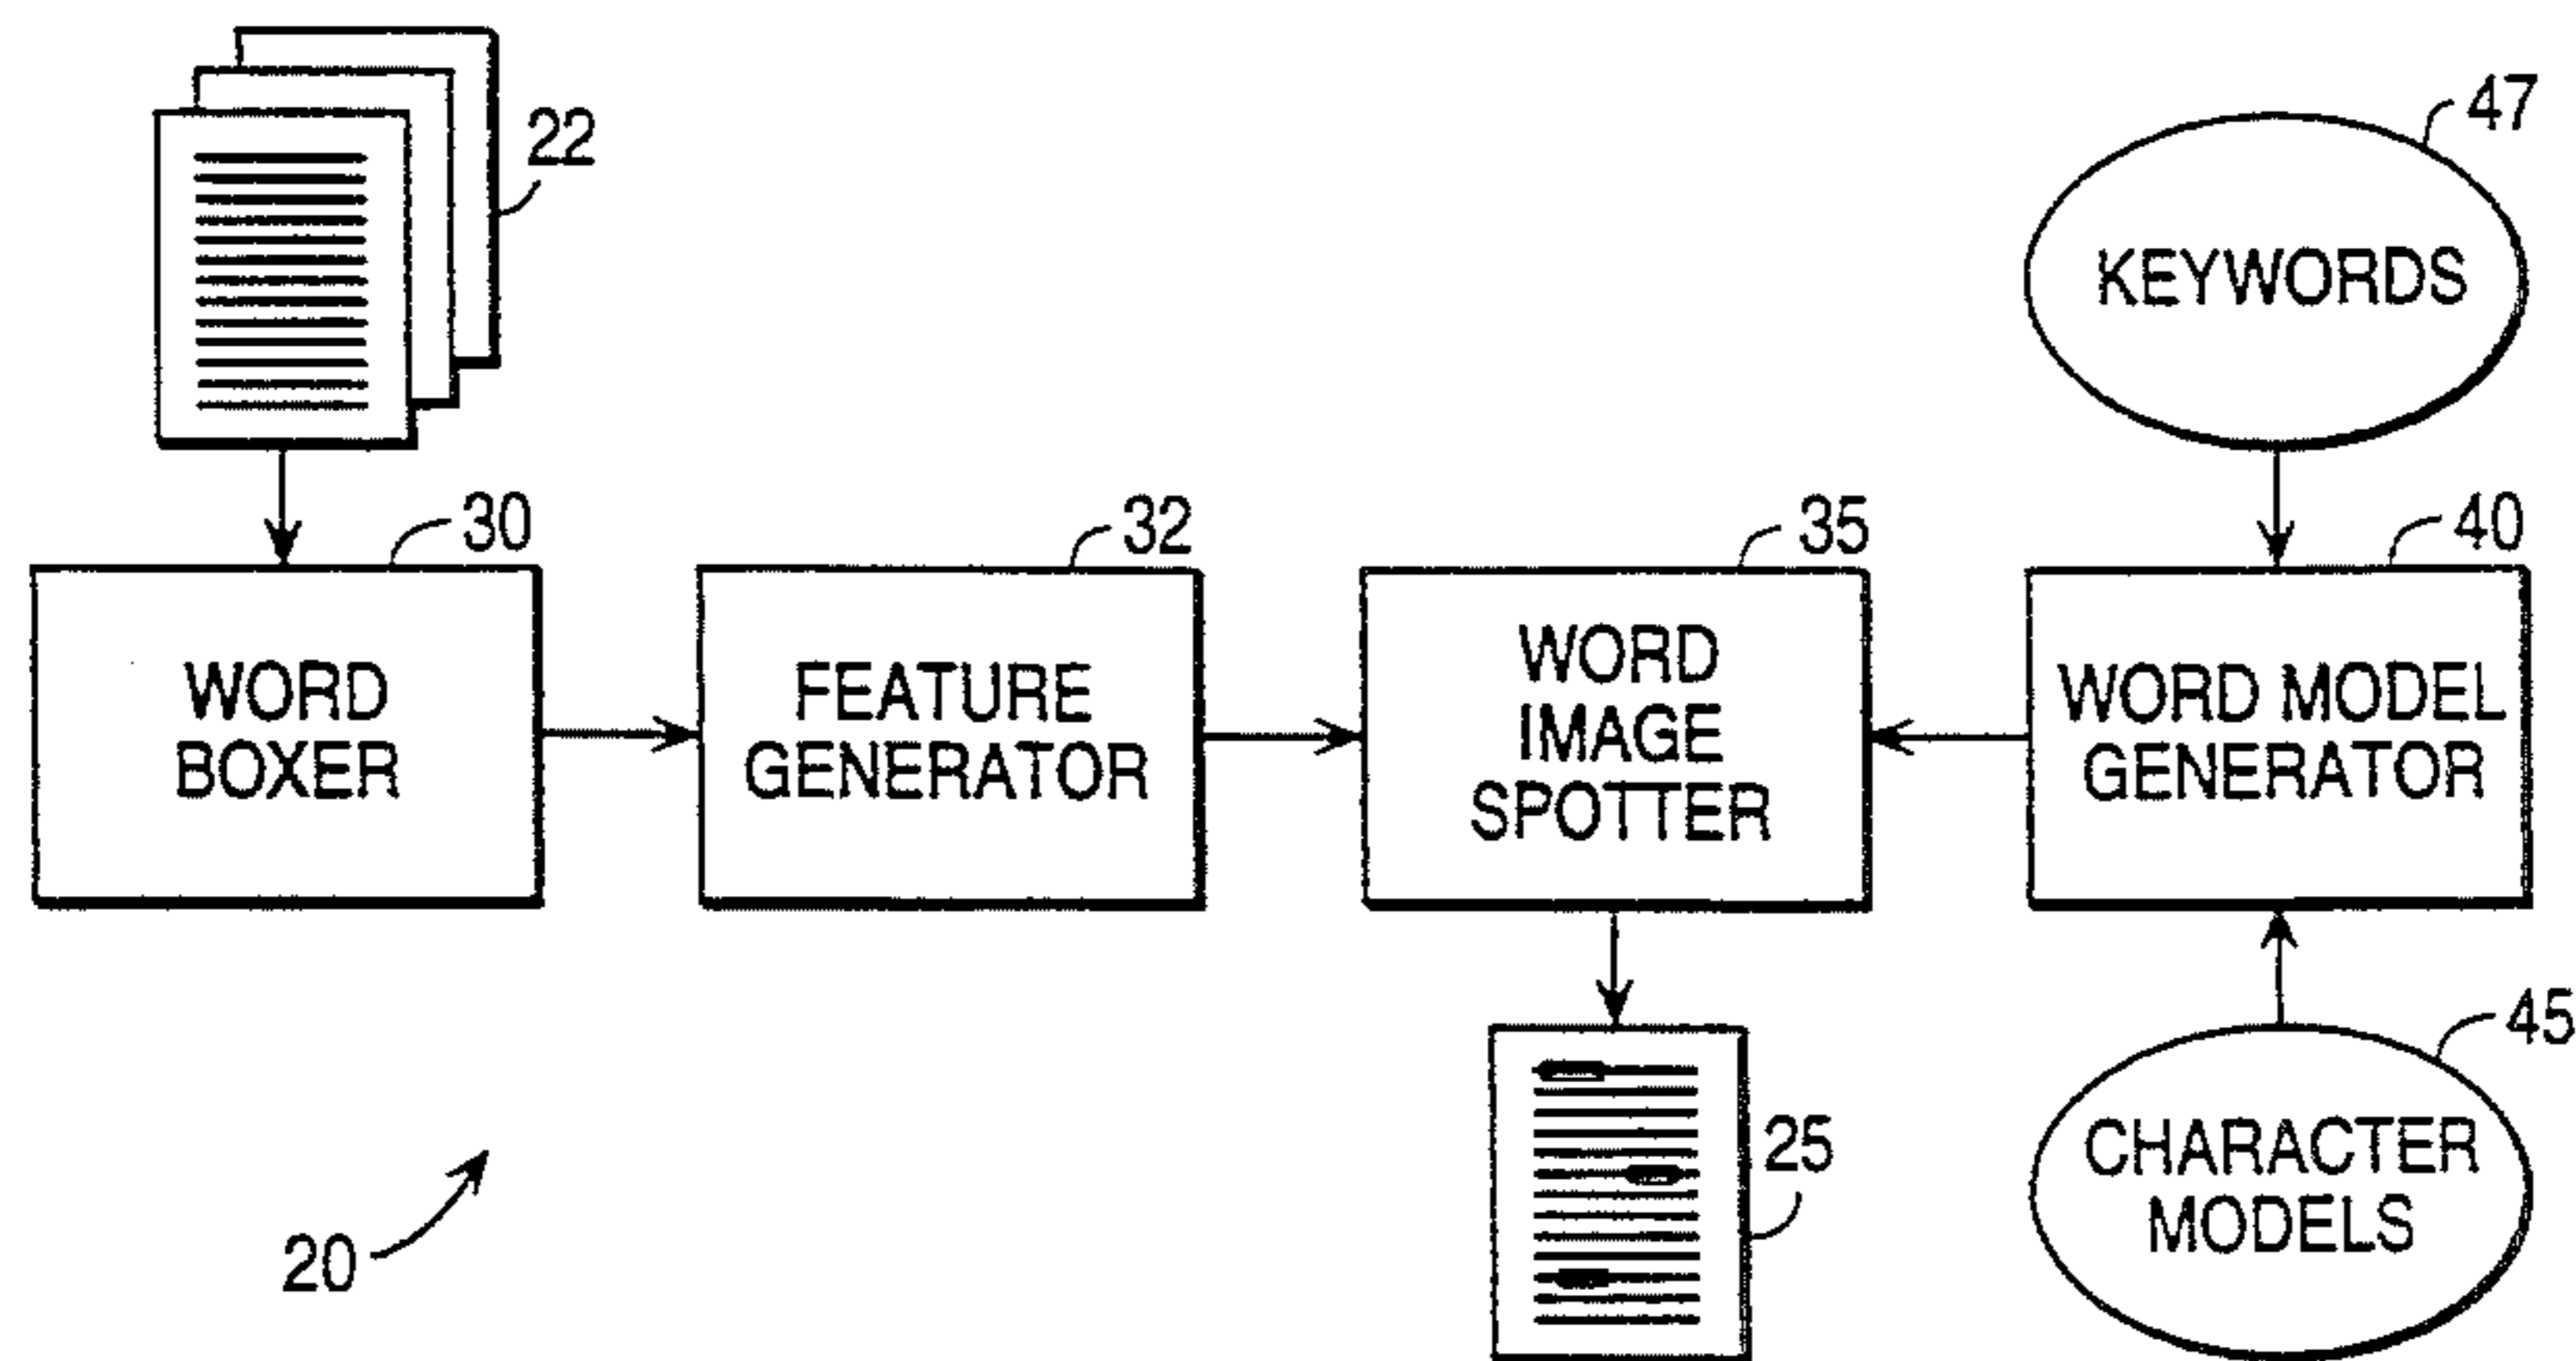 22
47
KEYWORDS
30
32
35
40
WORD
BOXER
FEATURE
GENERATOR
WORD
IMAGE
SPOTTER
WORD MODEL
GENERATOR
20
25
45
CHARACTER
MODELS